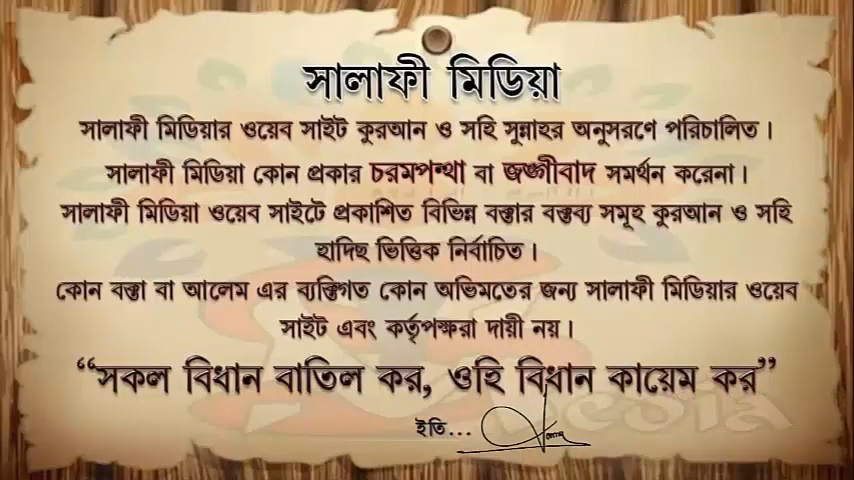 সালাফী মিডিয়া
সালাফী মিডিয়ার ওয়েব সাইট কুরআন ও সহি সুন্নাহর অনুসরণে পরিচালিত।
সালাফী মিডিয়া কোন প্রকার চরমপন্থা বা জঙ্গীবাদ সমর্থন করেনা।
সালাফী মিডিয়া ওয়েব সাইটে প্রকাশিত বিভিন্ন বক্তার বক্তব্য সমূহ কুরআন ও সহি
হাদিছ ভিত্তিক নির্বাচিত।
কোন বক্তা বা আলেম এর ব্যক্তিগত কোন অভিমতের জন্য সালাফী মিডিয়ার ওয়েব
সাইট এবং কর্তৃপক্ষরা দায়ী নয়।
“সকল বিধান বাতিল কর, ওহি বিধান কায়েম কর”
media
ইতি...